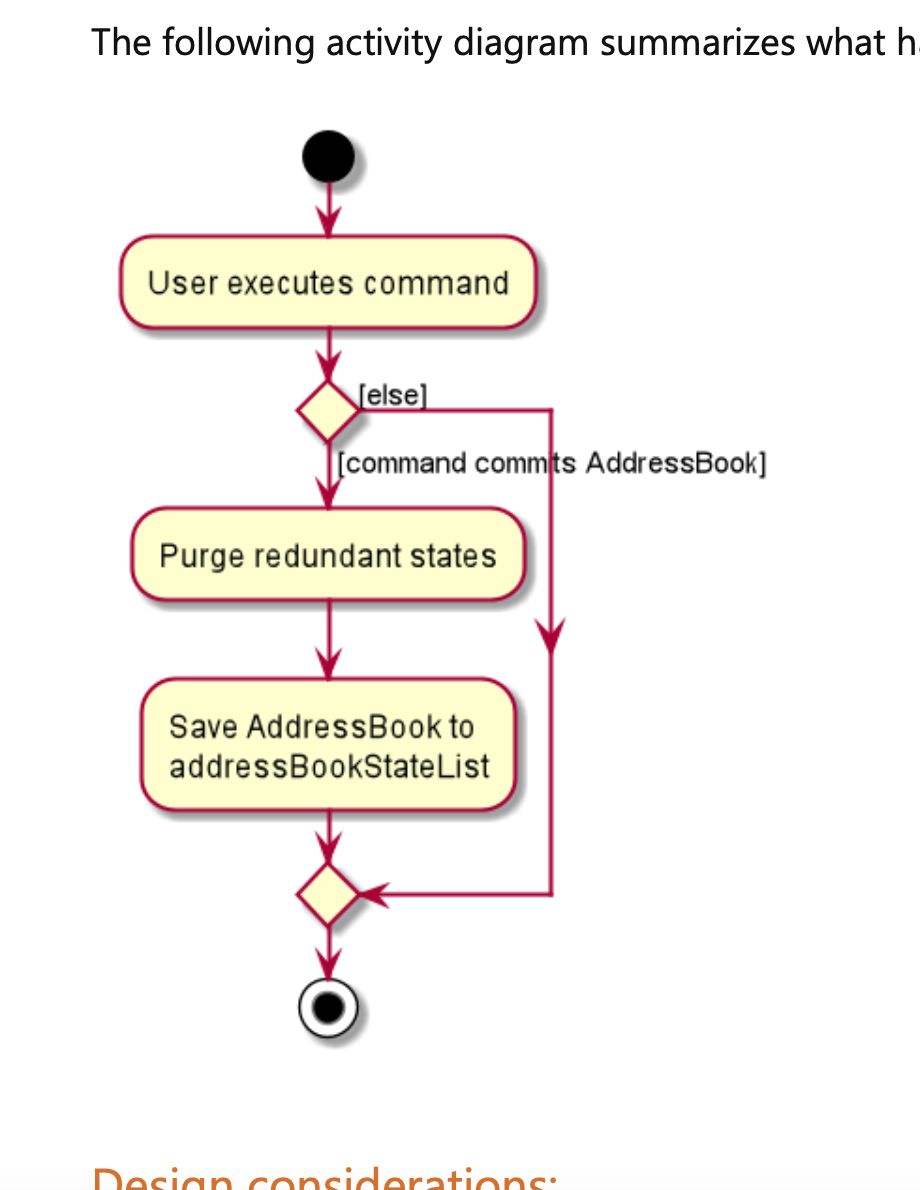 The following activity diagram summarizes what
User executes command
[else]
[command commits AddressBook]
Purge redundant states
Save AddressBook to
addressBookStateList
Design considerations: